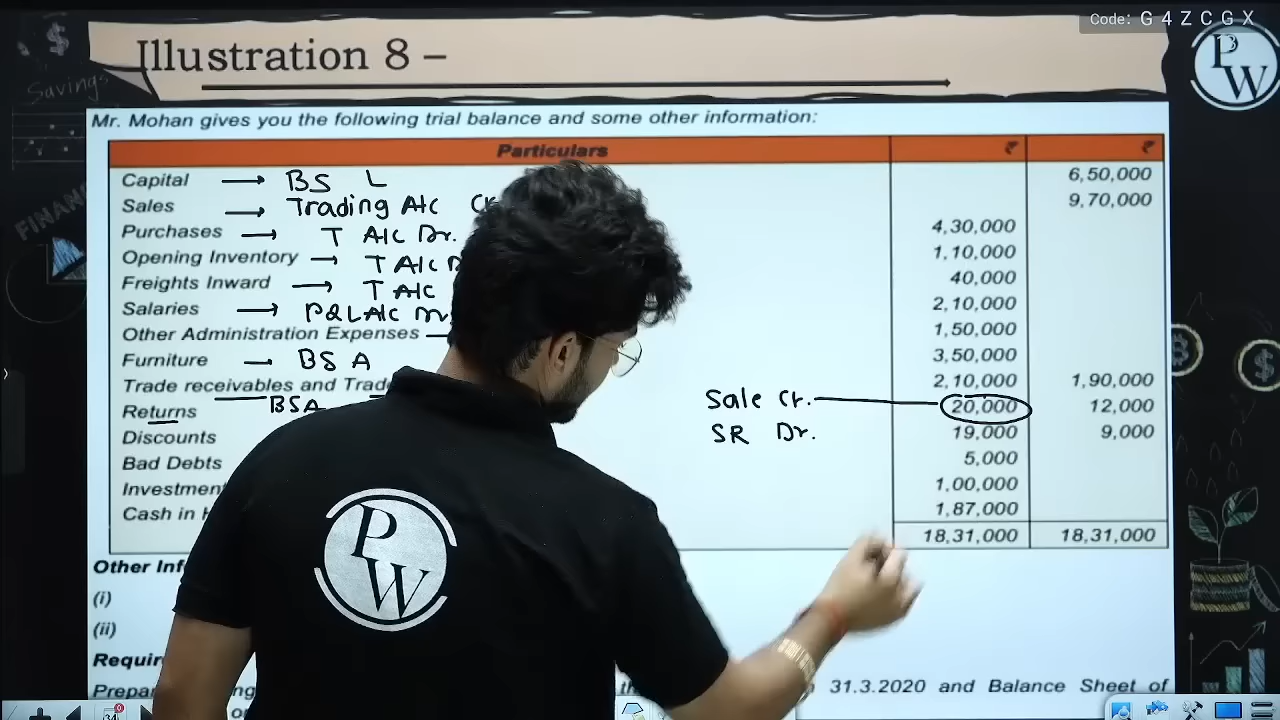 Code: G 4 Z C G X
Illustration 8 –
PW
Savings
FINAN
Mr. Mohan gives you the following trial balance and some other information:
Particulars ₹ ₹
Capital → BS L 6,50,000
Sales → Trading A/c Cr 9,70,000
Purchases → T A/c Dr. 4,30,000
Opening Inventory → T A/c 1,10,000
Freights Inward → T A/c 40,000
Salaries → P&L A/c 2,10,000
Other Administration Expenses 1,50,000
Furniture → BS A 3,50,000
Trade receivables and 2,10,000 1,90,000
BSA
Returns Sale Cr. 20,000 12,000
Discounts SR Dr. 19,000 9,000
Bad Debts 5,000
1,00,000
Cash in 1,87,000
18,31,000 18,31,000
Other
(i)
(ii)
31.3.2020 and Balance Sheet of
PW